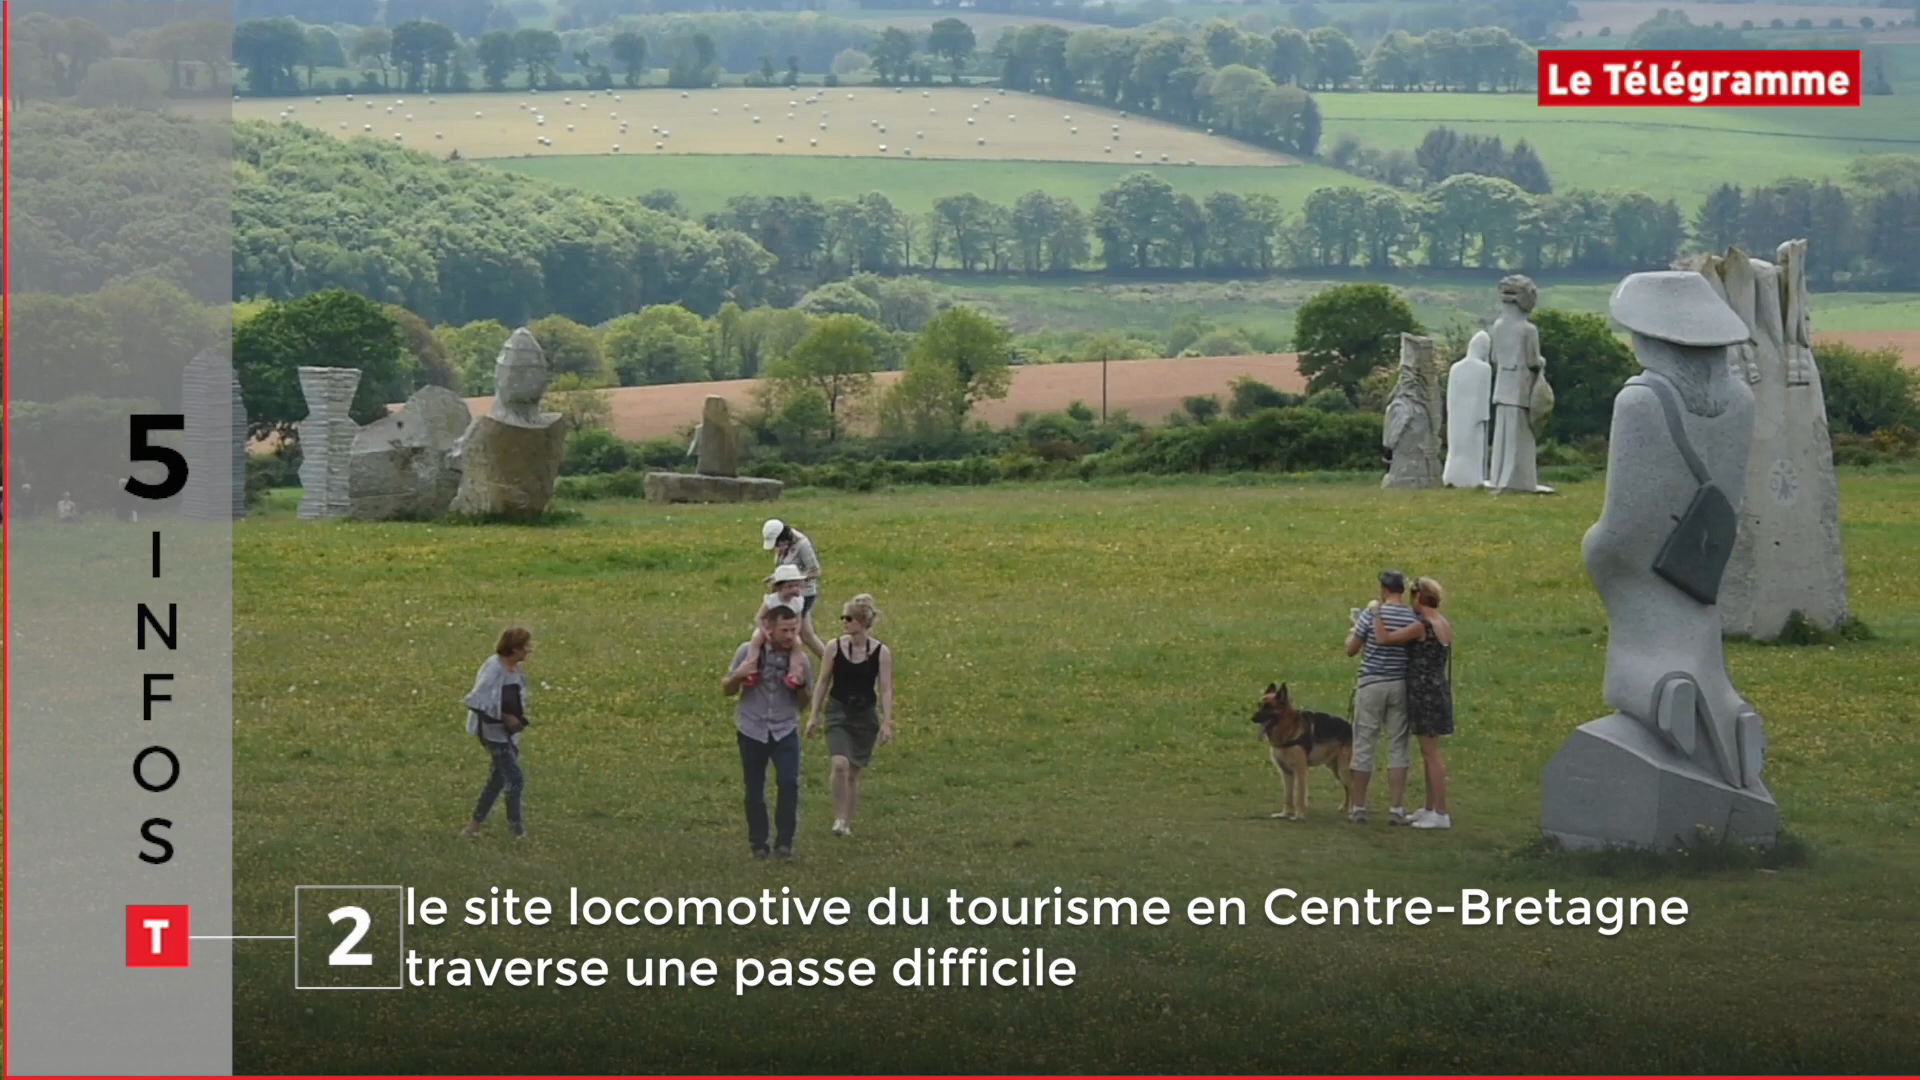 Le Télégramme
5
INFOS
T
2
le site locomotive du tourisme en Centre-Bretagne
traverse une passe difficile